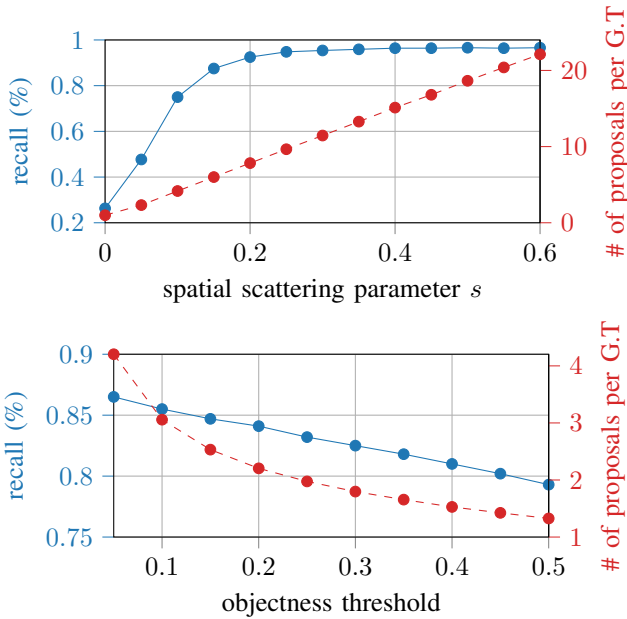 1
0.8
0.6
0.4
0.2
recall (%)
20
10
0
# of proposals per G.T
0 0.2 0.4 0.6
spatial scattering parameter s
0.9
0.85
0.8
0.75
recall (%)
4
3
2
1
# of proposals per G.T
0.1 0.2 0.3 0.4 0.5
objectness threshold